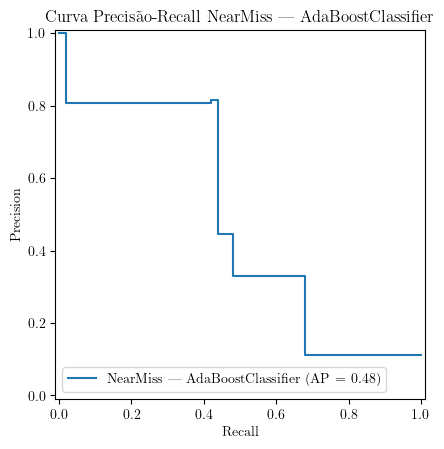 Curva Precisão-Recall NearMiss — AdaBoostClassifier
1.0
0.8
0.6
0.4
0.2
0.0
Precision
NearMiss — AdaBoostClassifier (AP = 0.48)
0.0 0.2 0.4 0.6 0.8 1.0
Recall